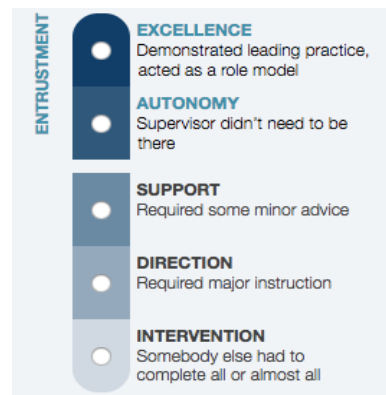 ENTRUSTMENT
EXCELLENCE
Demonstrated leading practice,
acted as a role model
AUTONOMY
Supervisor didn't need to be
there
SUPPORT
Required some minor advice
DIRECTION
Required major instruction
INTERVENTION
Somebody else had to
complete all or almost all